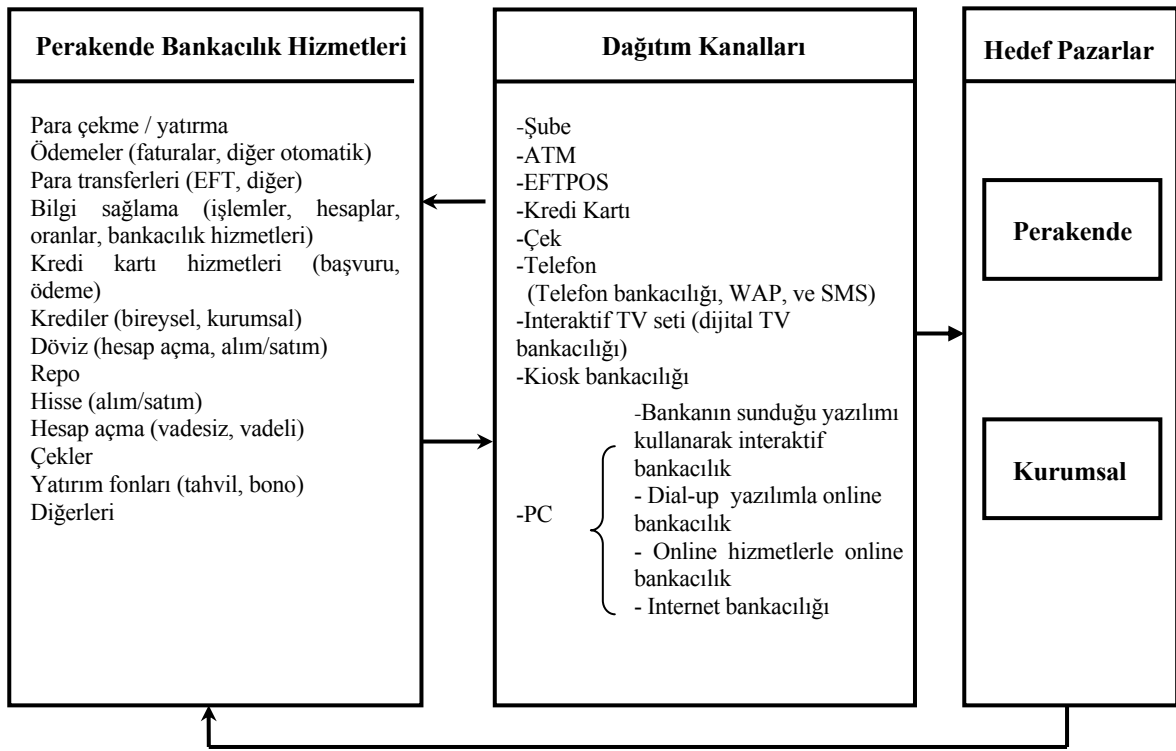 Perakende Bankacılık Hizmetleri
Para çekme / yatırma
Ödemeler (faturalar, diğer otomatik)
Para transferleri (EFT, diğer)
Bilgi sağlama (işlemler, hesaplar,
oranlar, bankacılık hizmetleri)
Kredi kartı hizmetleri (başvuru,
ödeme)
Krediler (bireysel, kurumsal)
Döviz (hesap açma, alım/satım)
Repo
Hisse (alım/satım)
Hesap açma (vadesiz, vadeli)
Çekler
Yatırım fonları (tahvil, bono)
Diğerleri
Dağıtım Kanalları
-Şube
-ATM
-EFTPOS
-Kredi Kartı
-Çek
-Telefon
(Telefon bankacılığı, WAP, ve SMS)
-Interaktif TV seti (dijital TV
bankacılığı)
-Kiosk bankacılığı
-PC
-Bankanın sunduğu yazılımı
kullanarak interaktif
bankacılık
- Dial-up yazılımla online
bankacılık
- Online hizmetlerle online
bankacılık
- Internet bankacılığı
Hedef Pazarlar
Perakende
Kurumsal